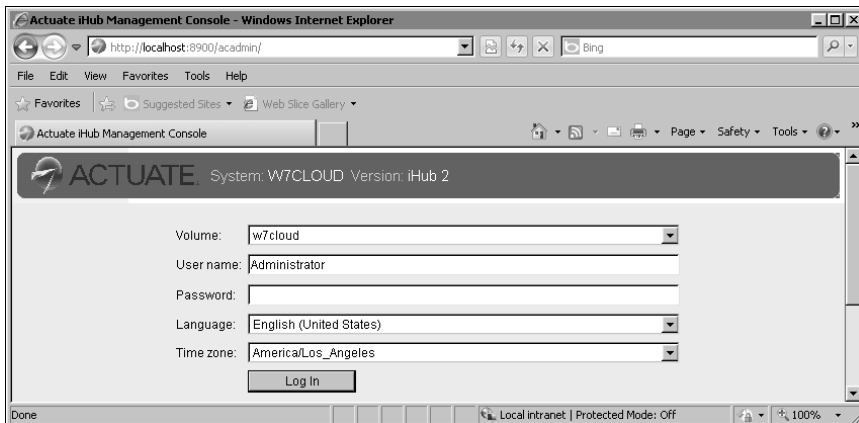 Actuate iHub Management Console - Windows Internet Explorer
http://localhost:8900/acadmin/
Bing
File Edit View Favorites Tools Help
Favorites Suggested Sites Web Slice Gallery
Actuate iHub Management Console
Page Safety Tools »
ACTUATE. System: W7CLOUD Version: iHub 2
Volume: w7cloud
User name: Administrator
Password:
Language: English (United States)
Time zone: America/Los_Angeles
Log In
Done Local intranet | Protected Mode: Off 100%